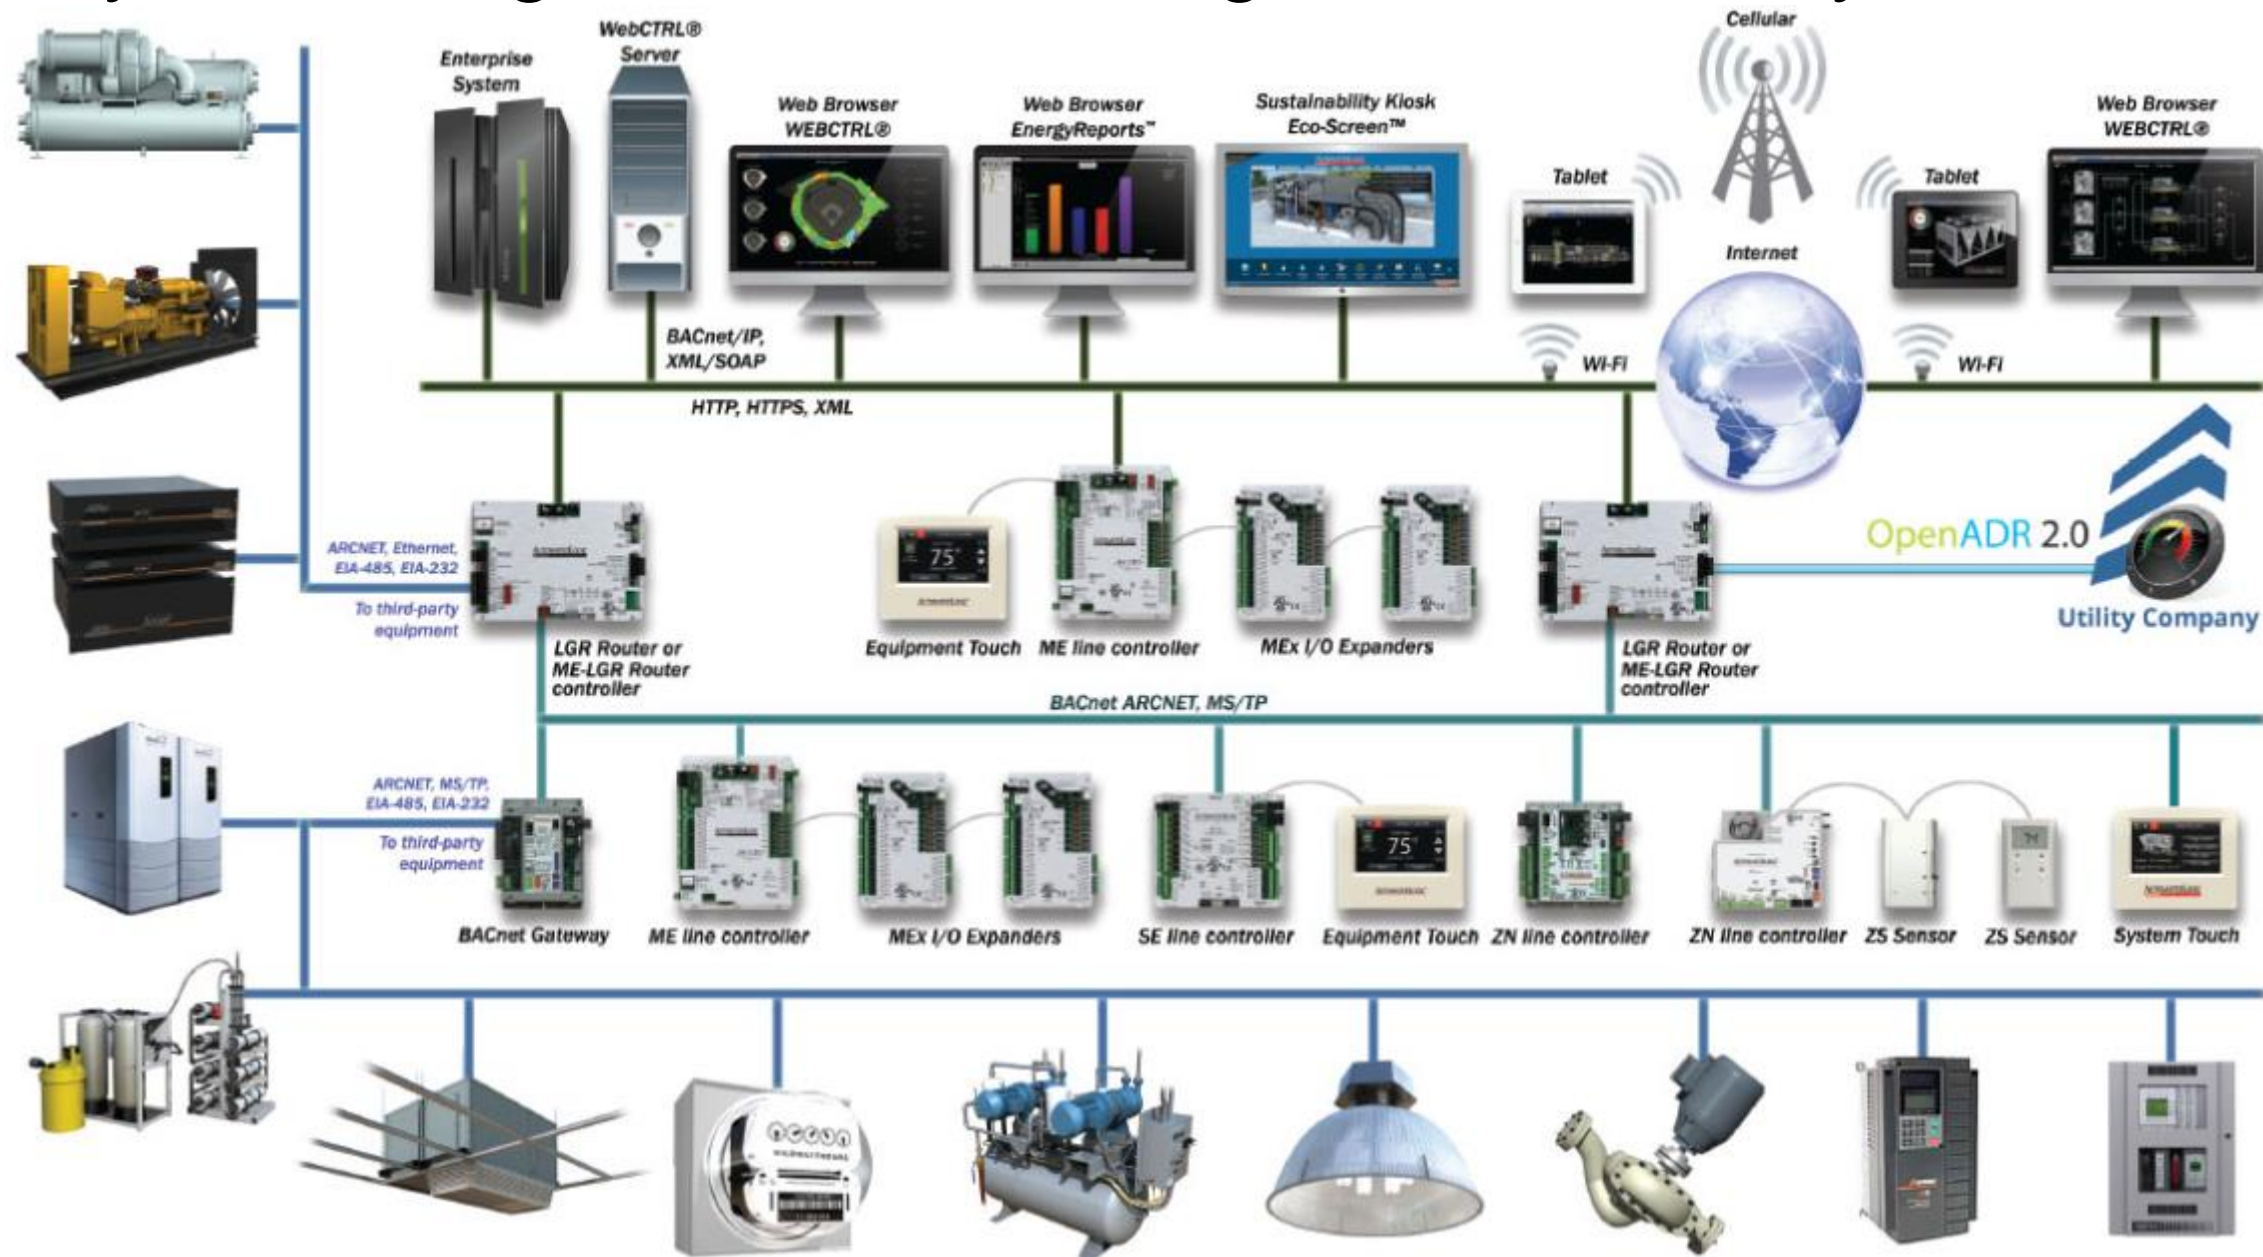 Cellular
WebCTRL®
Server
Enterprise
System
Web Browser
WEBCTRL®
Web Browser
EnergyReports™
Sustainability Kiosk
Eco-Screen™
Tablet
Tablet
Web Browser
WEBCTRL®
Internet
BACnet/IP,
XML/SOAP
Wi-Fi
Wi-Fi
HTTP, HTTPS, XML
ARCNET, Ethernet,
EIA-485, EIA-232
To third-party
equipment
75°
OpenADR 2.0
Utility Company
LGR Router or
ME-LGR Router
controller
Equipment Touch
ME line controller
MEx I/O Expanders
LGR Router or
ME-LGR Router
controller
BACnet ARCNET, MS/TP
ARCNET, MS/TP,
EIA-485, EIA-232
To third-party
equipment
75°
BACnet Gateway
ME line controller
MEx I/O Expanders
SE line controller
Equipment Touch
ZN line controller
ZN line controller
ZS Sensor
ZS Sensor
System Touch